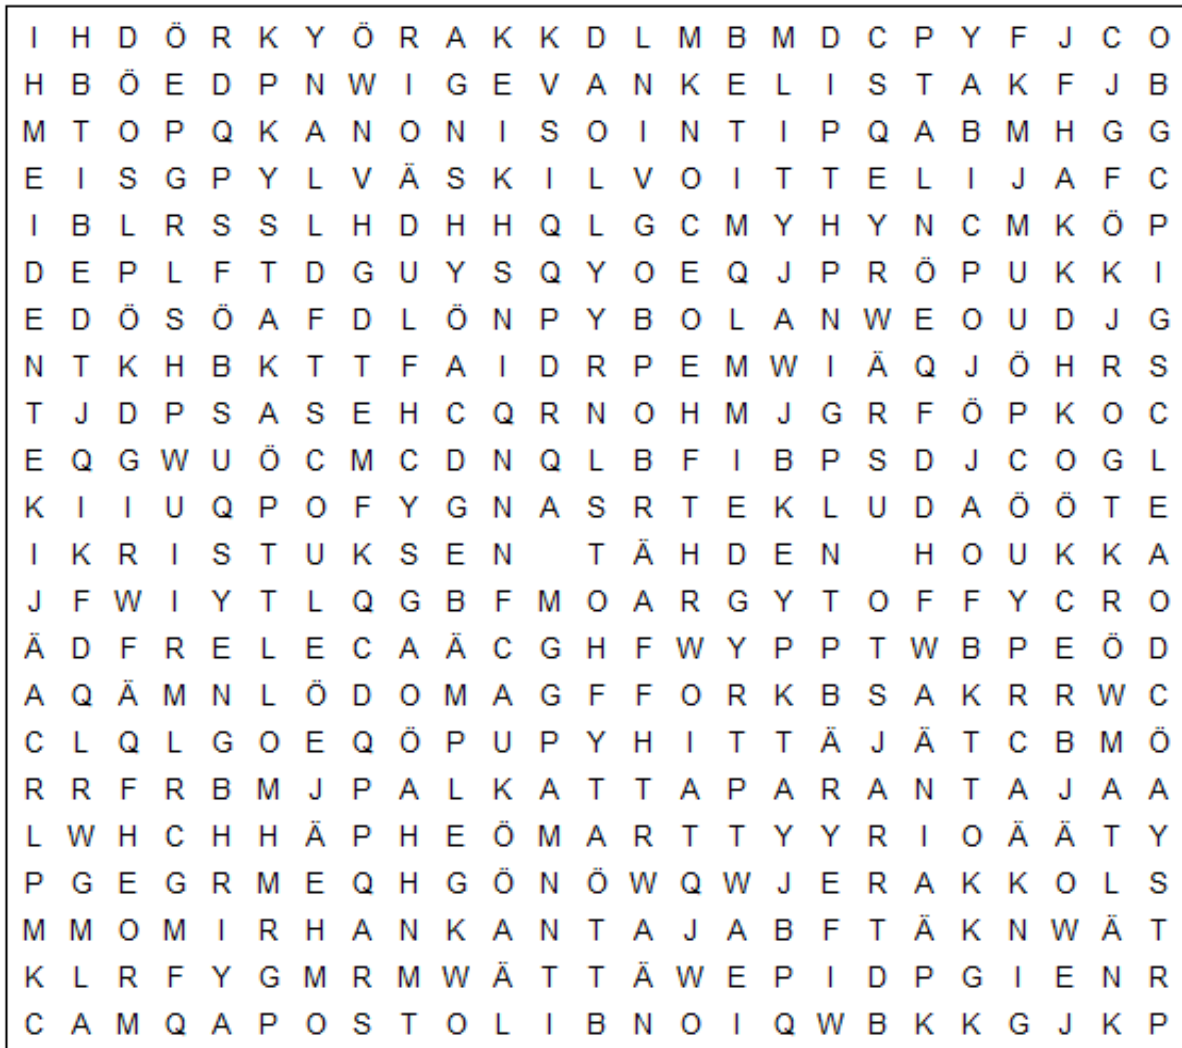 I H D Ö R K Y Ö R A K K D L M B M D C P Y F J C O
H B Ö E D P N W I G E V A N K E L I S T A K F J B
M T O P Q K A N O N I S O I N T I P Q A B M H G G
E I S G P Y L V Ä S K I L V O I T T E L I J A F C
I B L R S S L H D H H Q L G C M Y H Y N C M K Ö P
D E P L F T D G U Y S Q Y O E Q J P R Ö P U K K I
E D Ö S Ö A F D L Ö N P Y B O L A N W E O U D J G
N T K H B K T T F A I D R P E M W I Ä Q J Ö H R S
T J D P S A S E H C Q R N O H M J G R F Ö P K O C
E Q G W U Ö C M C D N Q L B F I B P S D J C O G L
K I I U Q P O F Y G N A S R T E K L U D A Ö Ö T E
I K R I S T U K S E N T Ä H D E N H O U K K A
J F W I Y T L Q G B F M O A R G Y T O F F Y C R O
Ä D F R E L E C A Ä C G H F W Y P P T W B P E Ö D
A Q Ä M N L Ö D O M A G F F O R K B S A K R R W C
C L Q L G O E Q Ö P U P Y H I T T Ä J Ä T C B M Ö
R R F R B M J P A L K A T T A P A R A N T A J A A
L W H C H H Ä P H E Ö M A R T T Y Y R I O Ä Ä T Y
P G E G R M E Q H G Ö N Ö W Q W J E R A K K O L S
M M O M I R H A N K A N T A J A B F T Ä K N W Ä T
K L R F Y G M R M W Ä T T Ä W E P I D P G I E N R
C A M Q A P O S T O L I B N O I Q W B K K G J K P